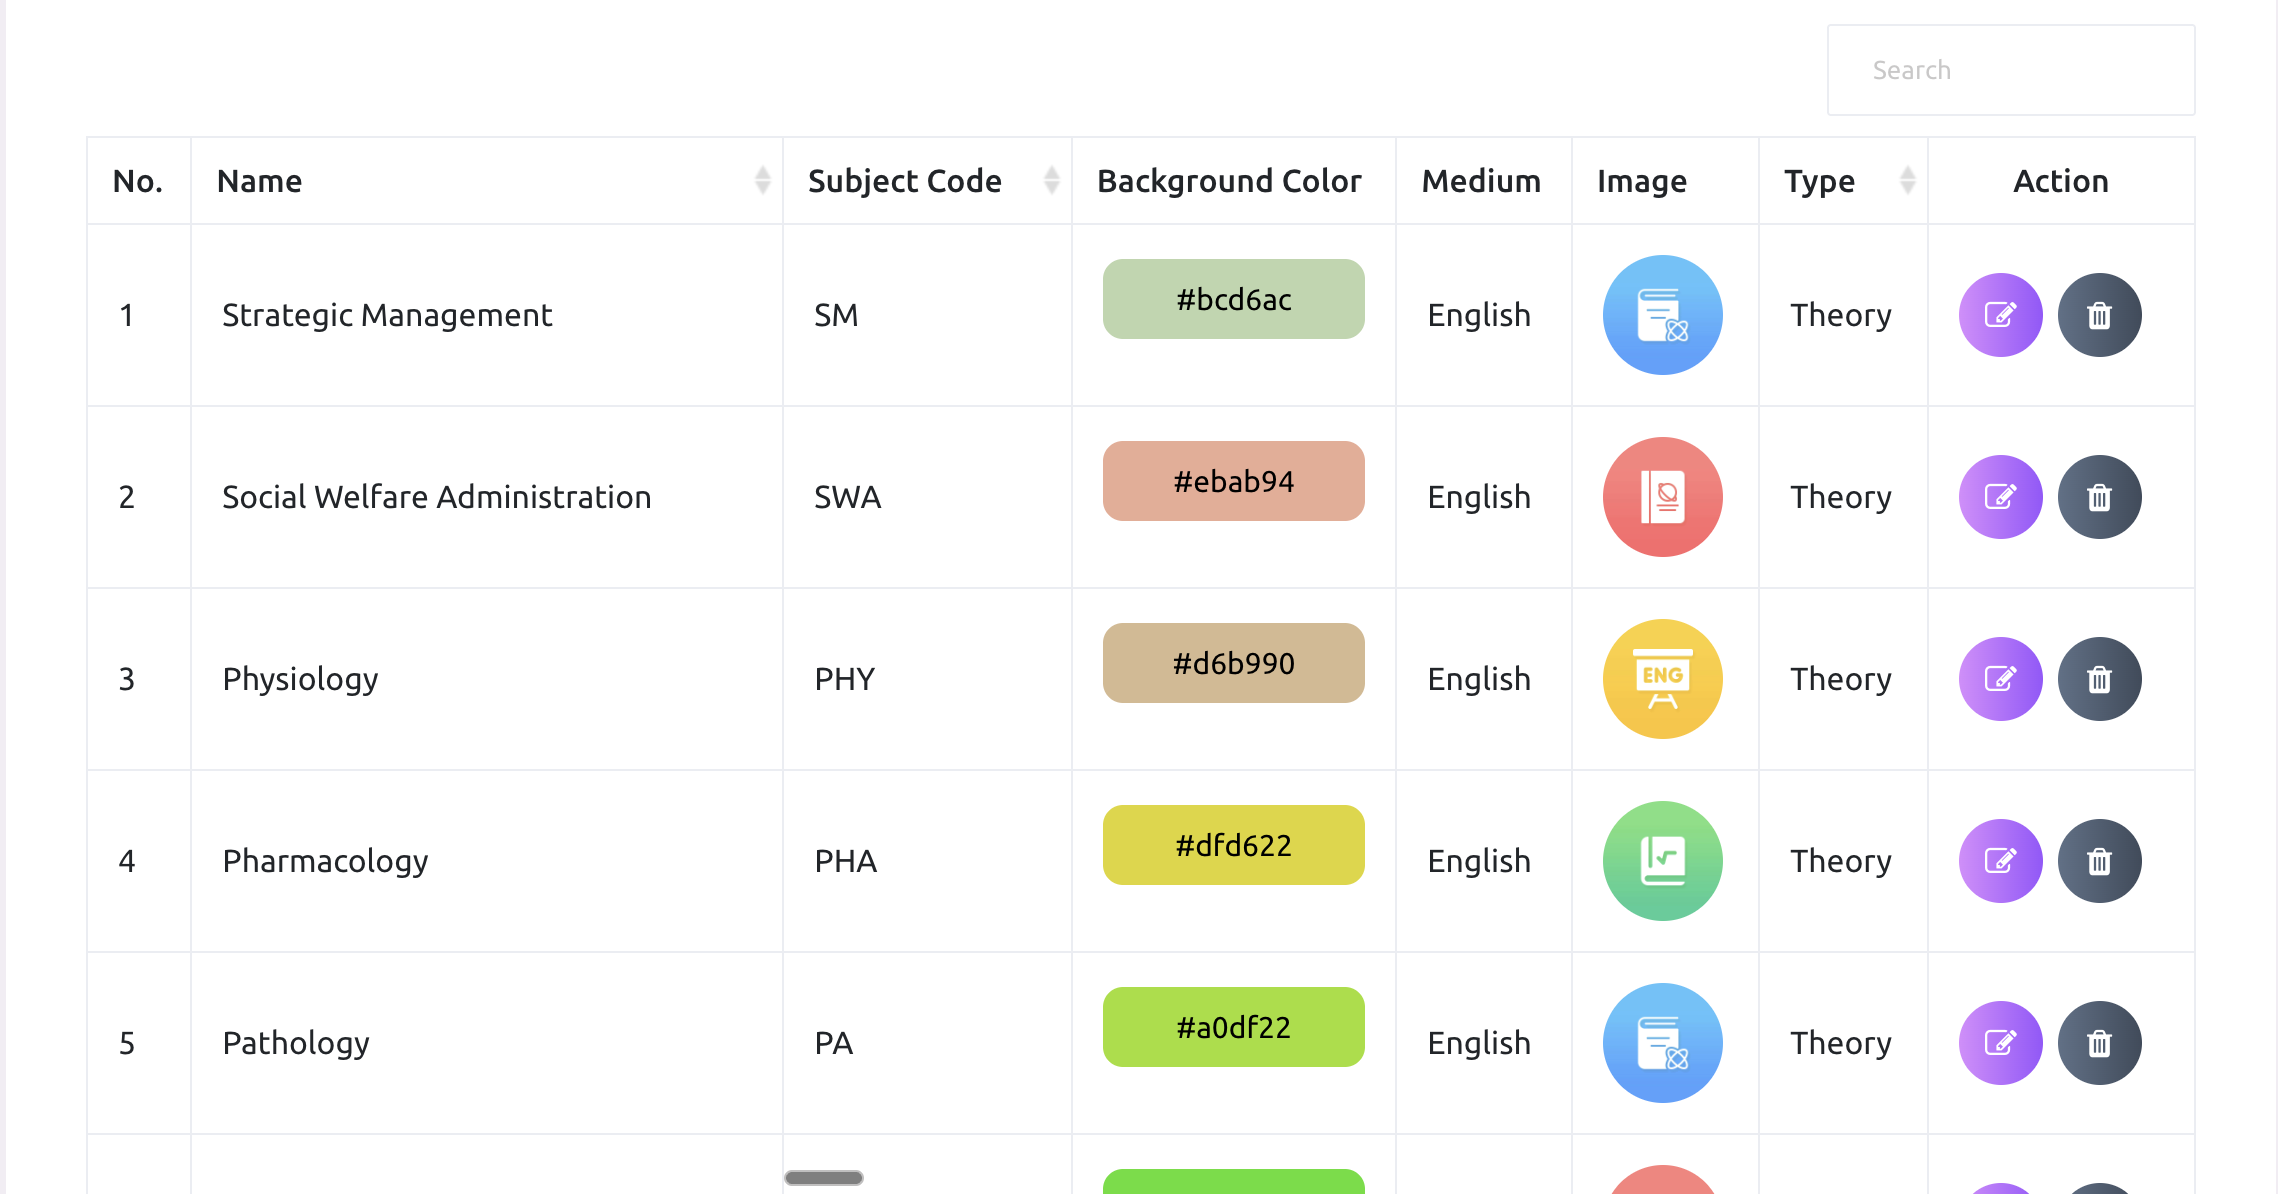 Search
No. Name Subject Code Background Color Medium Image Type Action
1 Strategic Management SM #bcd6ac English Theory
2 Social Welfare Administration SWA #ebab94 English Theory
3 Physiology PHY #d6b990 English ENG Theory
4 Pharmacology PHA #dfd622 English Theory
5 Pathology PA #a0df22 English Theory